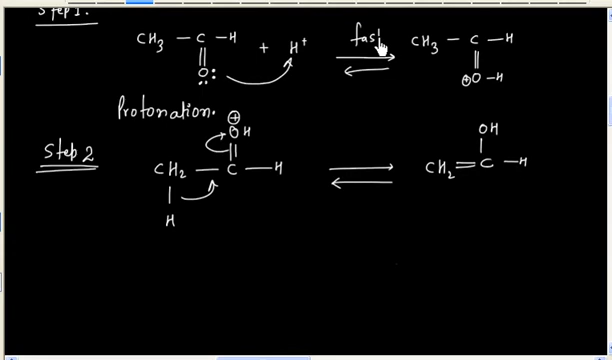 Step 1.
CH3 — C — H + H+ fast CH3 — C — H
O O — H
Protonation.
Step 2
OH OH
CH2 — C — H CH2 = C — H
H